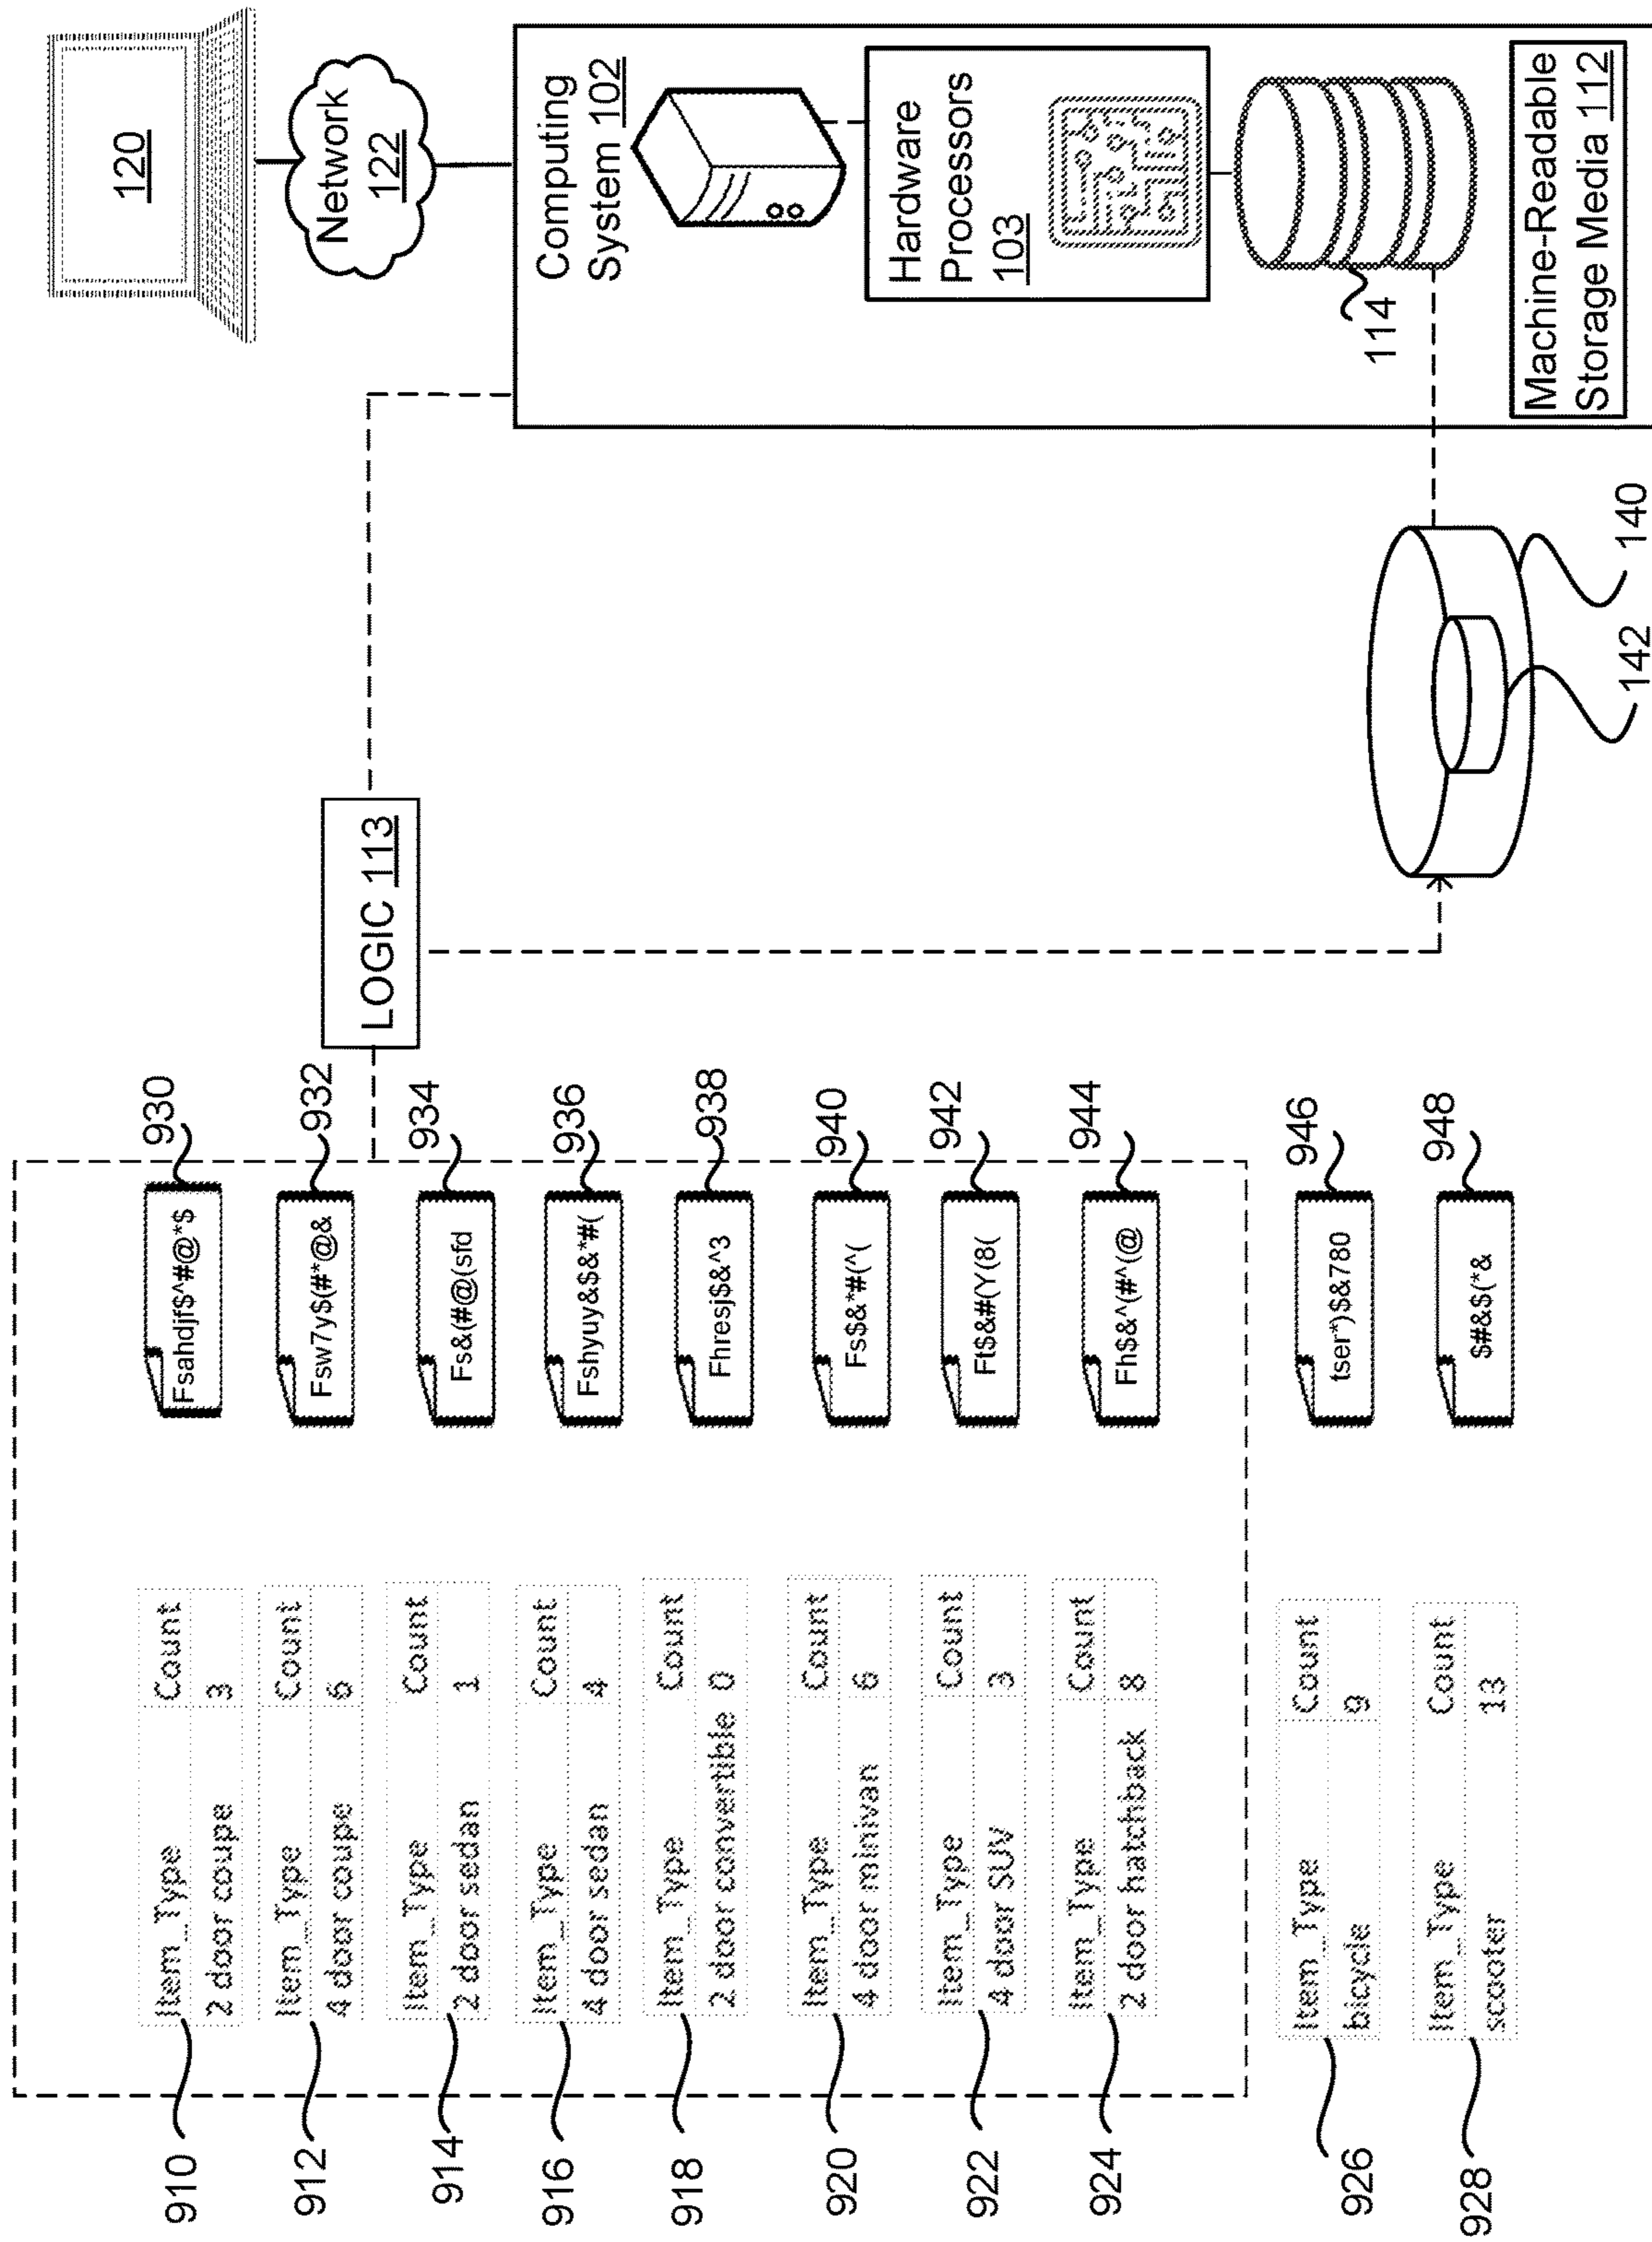 910
Item_Type Count
2 door coupe 3
Fsahdjf$^#@*$
930
912
Item_Type Count
4 door coupe 6
Fsw7y$(#*@&
932
914
Item_Type Count
2 door sedan 1
Fs&(#@(sfd
934
916
Item_Type Count
4 door sedan 4
Fshyuy&$&*#(
936
918
Item_Type Count
2 door convertible 0
Fhresj$&^3
938
920
Item_Type Count
4 door minivan 6
Fs$&*#(^(
940
922
Item_Type Count
4 door SUV 3
Ft$&#(Y(8(
942
924
Item_Type Count
2 door hatchback 8
Fh$&^(#^(@
944
926
Item_Type Count
bicycle 9
tser*)$&780
946
928
Item_Type Count
scooter 13
$#&$(*&
948
LOGIC 113
142
140
120
Network
122
Computing
System 102
Hardware
Processors
103
114
Machine-Readable
Storage Media 112